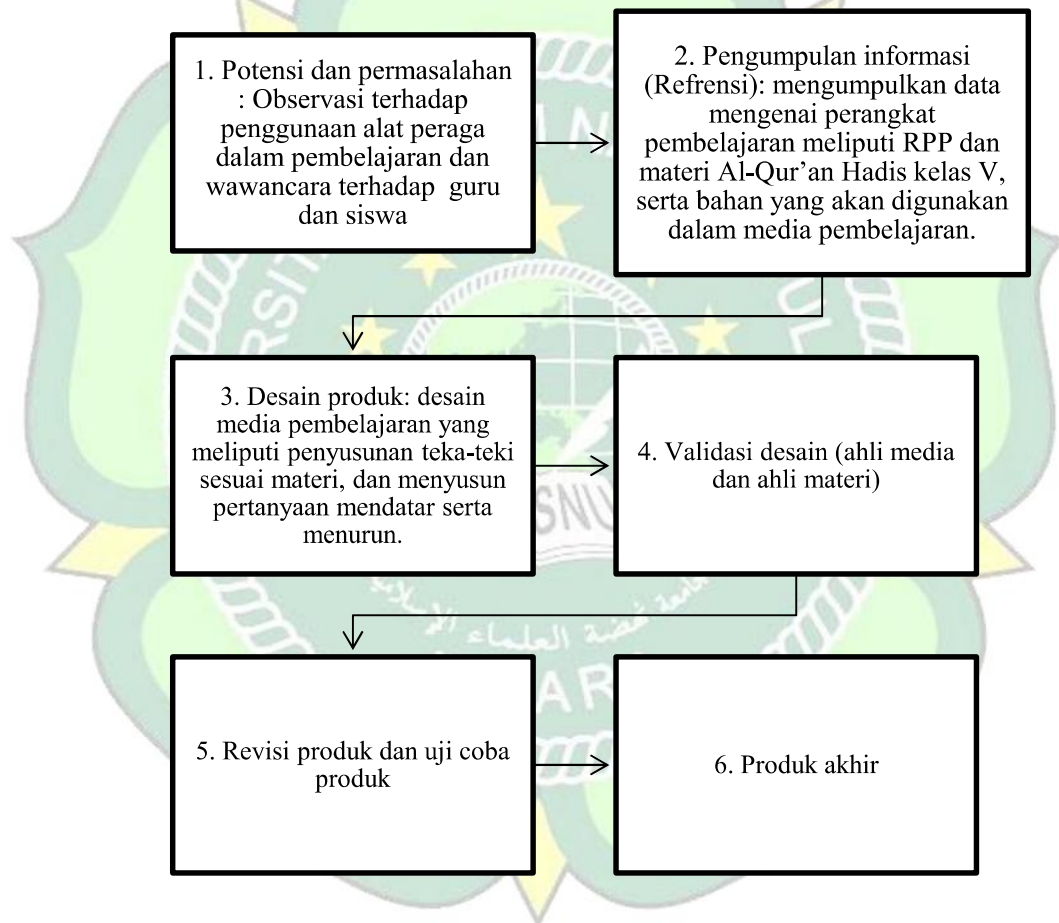 1. Potensi dan permasalahan
: Observasi terhadap
penggunaan alat peraga
dalam pembelajaran dan
wawancara terhadap guru
dan siswa
2. Pengumpulan informasi
(Refrensi): mengumpulkan data
mengenai perangkat
pembelajaran meliputi RPP dan
materi Al-Qur’an Hadis kelas V,
serta bahan yang akan digunakan
dalam media pembelajaran.
3. Desain produk: desain
media pembelajaran yang
meliputi penyusunan teka-teki
sesuai materi, dan menyusun
pertanyaan mendatar serta
menurun.
4. Validasi desain (ahli media
dan ahli materi)
5. Revisi produk dan uji coba
produk
6. Produk akhir